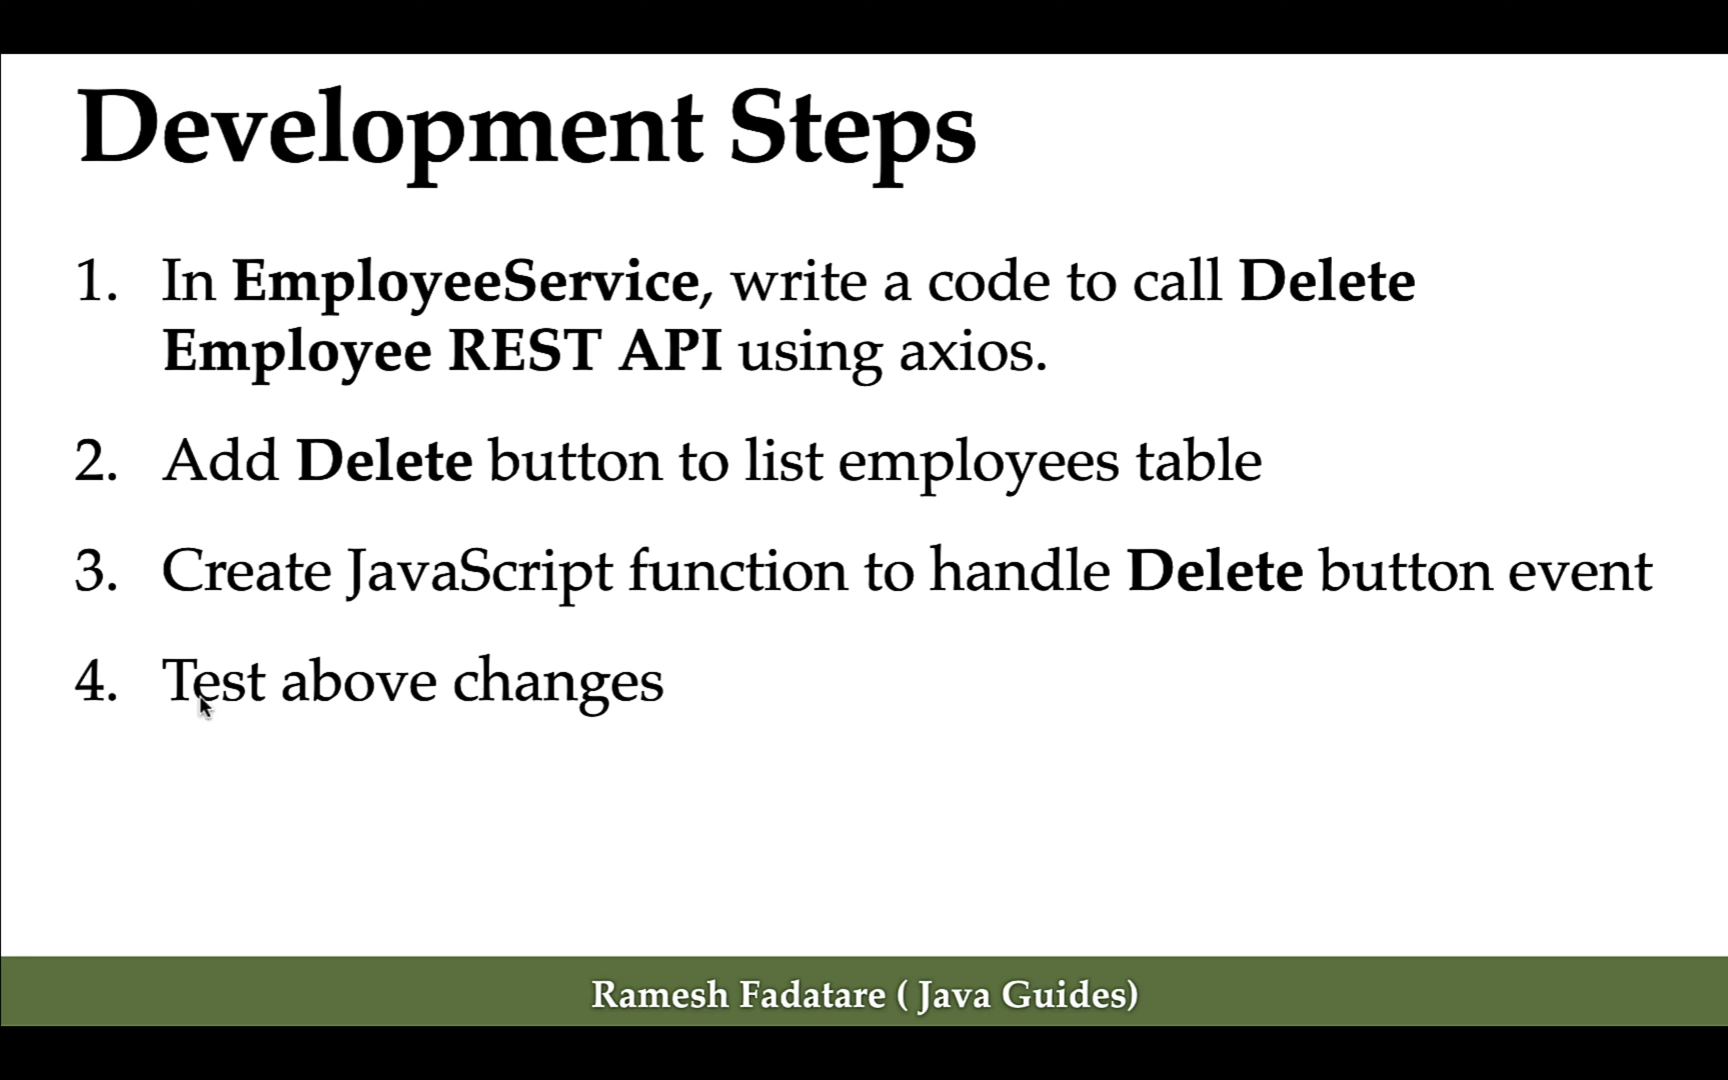 Development Steps
1. In EmployeeService, write a code to call Delete
Employee REST API using axios.
2. Add Delete button to list employees table
3. Create JavaScript function to handle Delete button event
4. Test above changes
Ramesh Fadatare ( Java Guides)